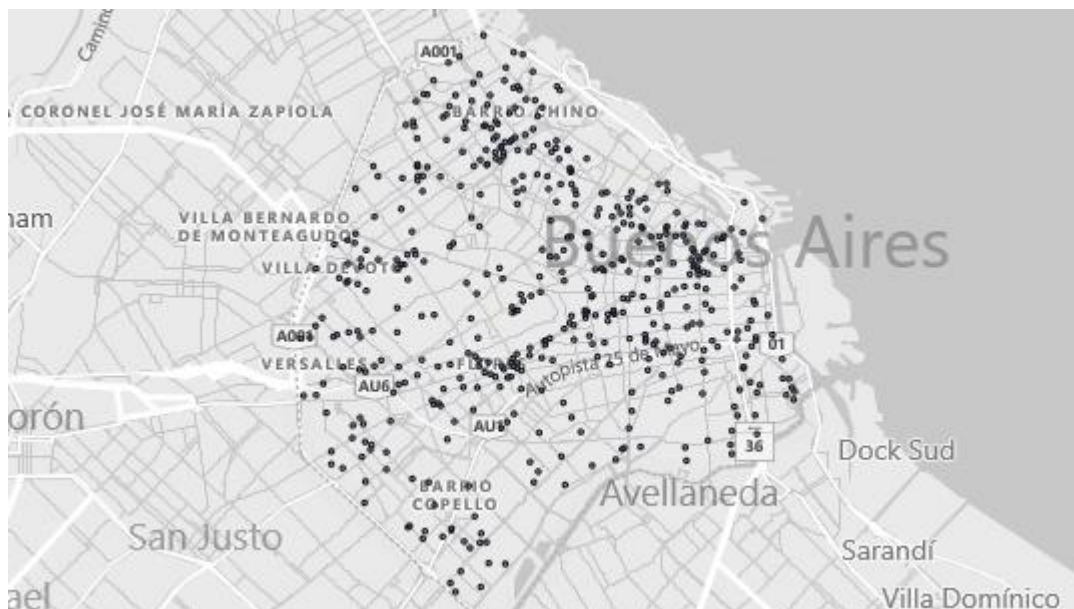 Camino
A001
A CORONEL JOSÉ MARÍA ZAPIOLA
BARRIO CHINO
ham
VILLA BERNARDO
DE MONTEAGUDO
Buenos Aires
VILLA DEVOTO
A001
01
VERSALLES
FLORES
Autopista 25 de Mayo
AU6
orón
AU1
36
Dock Sud
BARRIO
COPELLO
Avellaneda
San Justo
Sarandí
ael
Villa Domínico